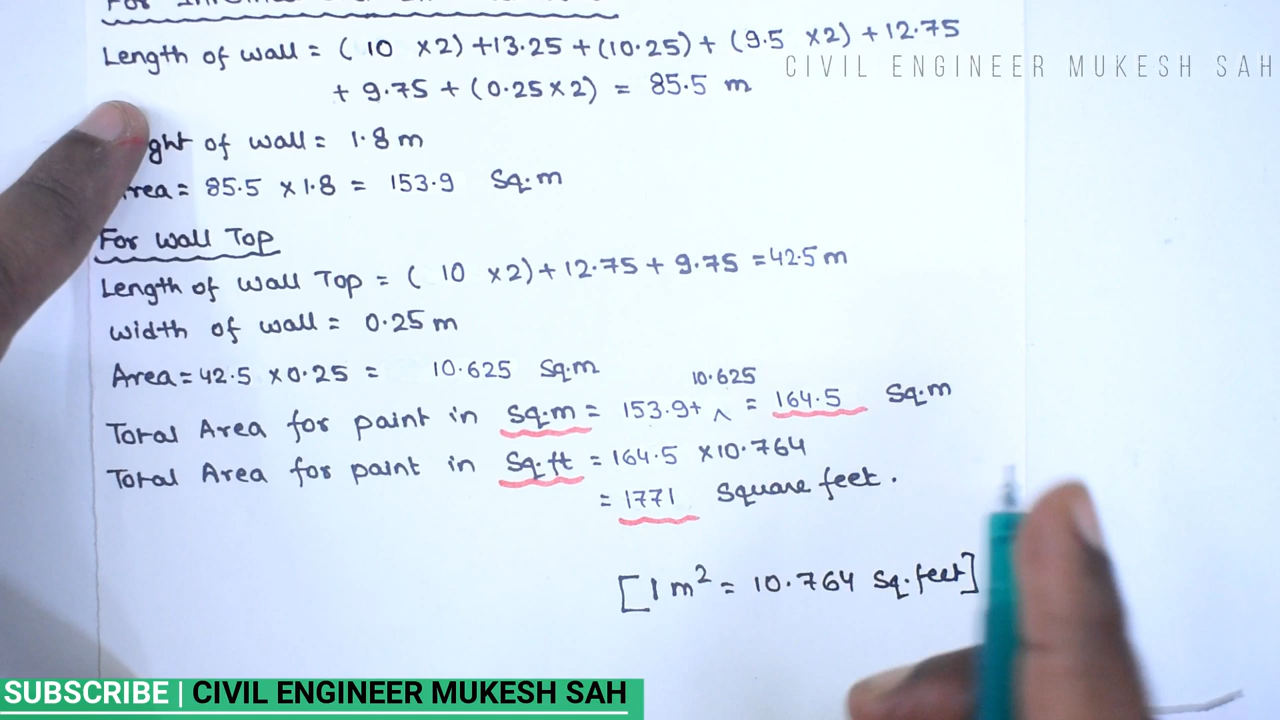 Length of wall = ( 10 ×2) +13.25 + (10.25) + (9.5 ×2) + 12.75
+ 9.75 + (0.25×2) = 85.5 m
CIVIL ENGINEER MUKESH SAH
ght of wall = 1.8 m
rea = 85.5 × 1.8 = 153.9 Sq.m
For Wall Top
Length of Wall Top = ( 10 ×2) + 12.75 + 9.75 = 42.5 m
width of wall = 0.25 m
Area = 42.5 ×0.25 = 10.625 Sq.m
10.625
Total Area for paint in Sq.m = 153.9+ ^ = 164.5 Sq.m
Total Area for paint in Sq.ft = 164.5 ×10.764
= 1771 Square feet.
[1 m² = 10.764 Sq.feet]
SUBSCRIBE | CIVIL ENGINEER MUKESH SAH